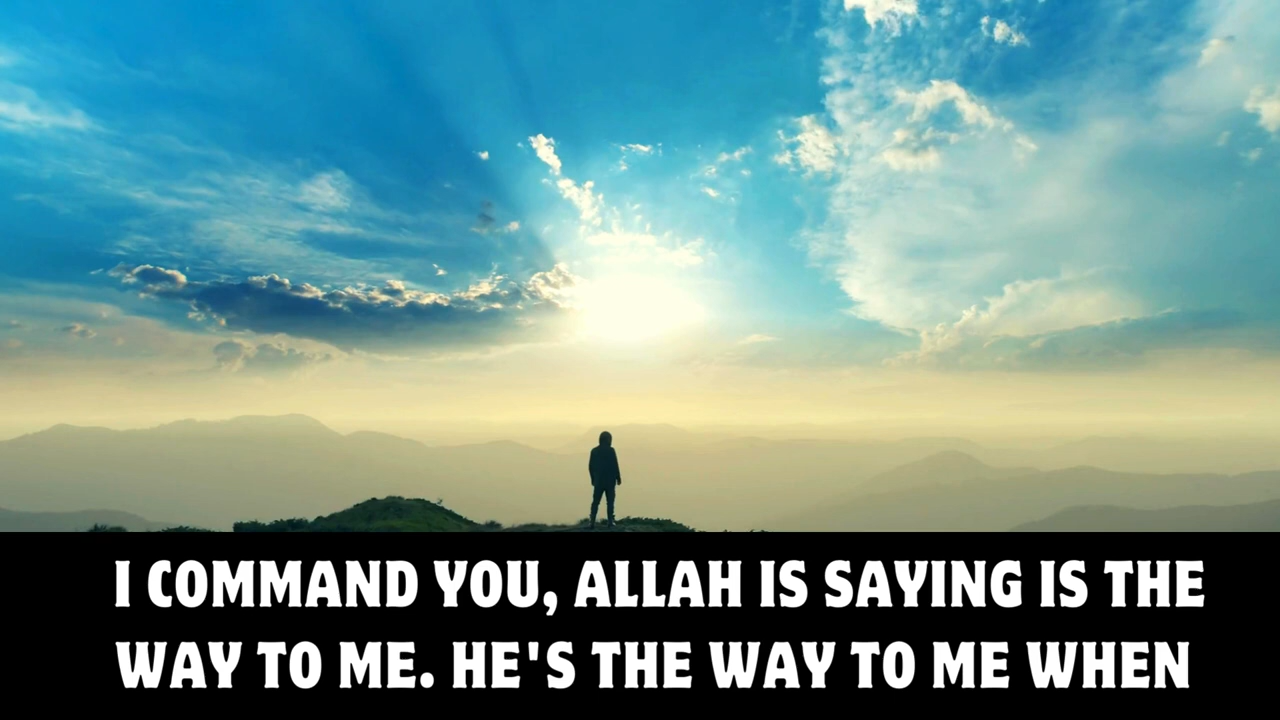 I COMMAND YOU, ALLAH IS SAYING IS THE
WAY TO ME. HE'S THE WAY TO ME WHEN